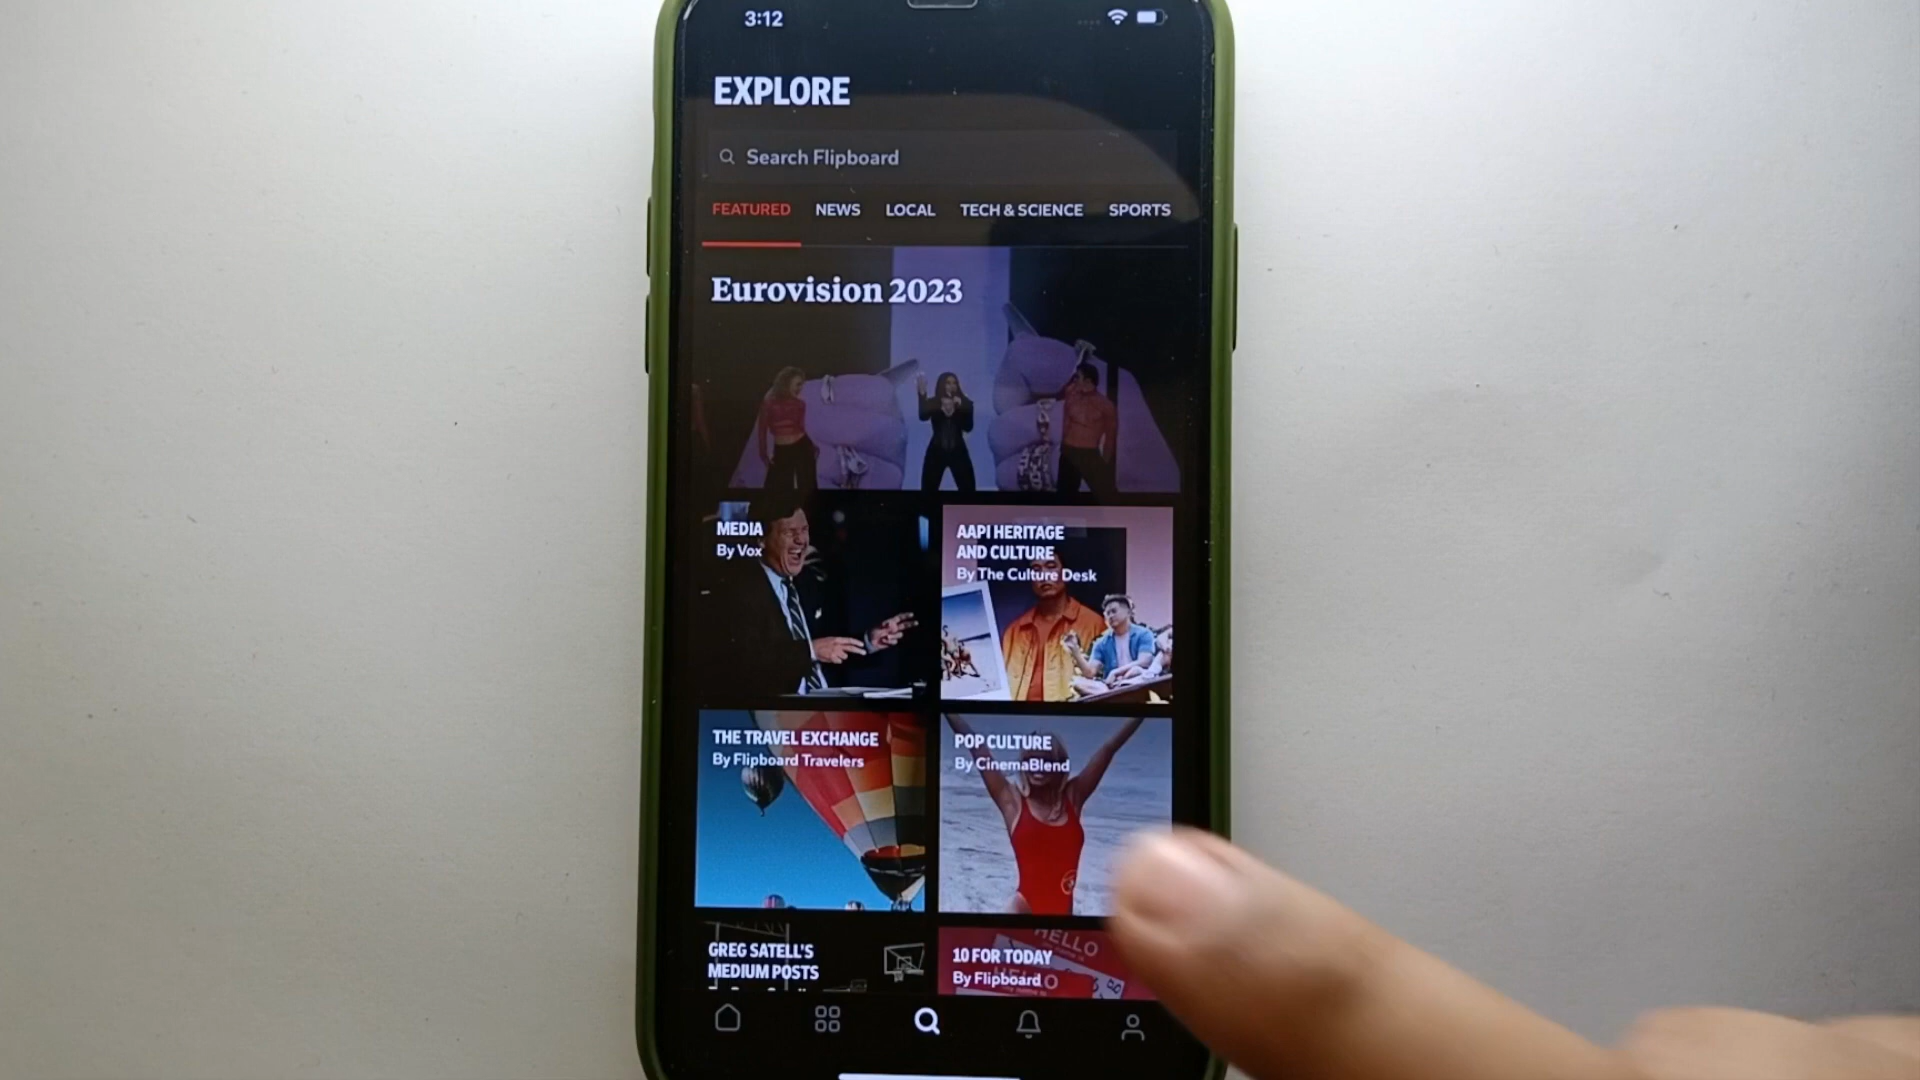 3:12
EXPLORE
Search Flipboard
FEATURED NEWS LOCAL TECH & SCIENCE SPORTS
Eurovision 2023
MEDIA
By Vox
AAPI HERITAGE
AND CULTURE
By The Culture Desk
THE TRAVEL EXCHANGE
By Flipboard Travelers
POP CULTURE
By CinemaBlend
GREG SATELL'S
MEDIUM POSTS
HELLO
10 FOR TODAY
By Flipboard